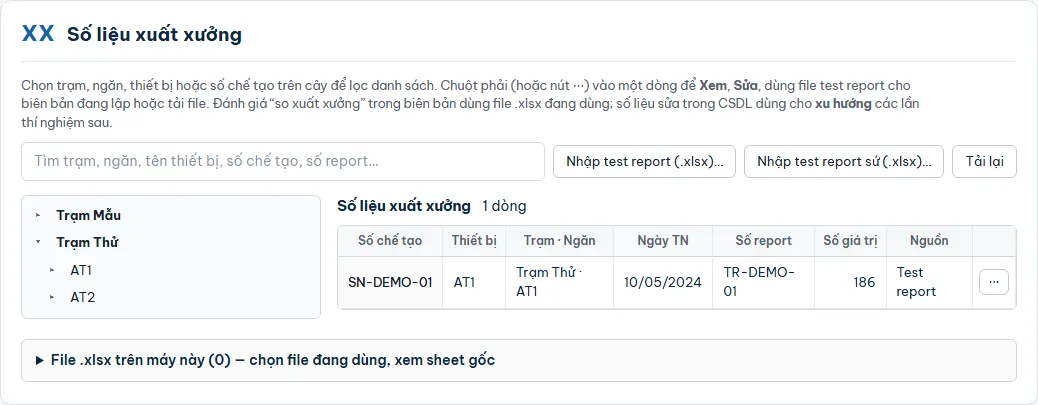 XX Số liệu xuất xưởng
Chọn trạm, ngăn, thiết bị hoặc số chế tạo trên cây để lọc danh sách. Chuột phải (hoặc nút ···) vào một dòng để Xem, Sửa, dùng file test report cho
biên bản đang lập hoặc tải file. Đánh giá “so xuất xưởng” trong biên bản dùng file .xlsx đang dùng; số liệu sửa trong CSDL dùng cho xu hướng các lần
thí nghiệm sau.
Tìm trạm, ngăn, tên thiết bị, số chế tạo, số report...
Nhập test report (.xlsx)...
Nhập test report sứ (.xlsx)...
Tải lại
Trạm Mẫu
Trạm Thử
AT1
AT2
Số liệu xuất xưởng 1 dòng
Số chế tạo Thiết bị Trạm · Ngăn Ngày TN Số report Số giá trị Nguồn
SN-DEMO-01 AT1 Trạm Thử · AT1 10/05/2024 TR-DEMO-01 186 Test report ···
File .xlsx trên máy này (0) — chọn file đang dùng, xem sheet gốc